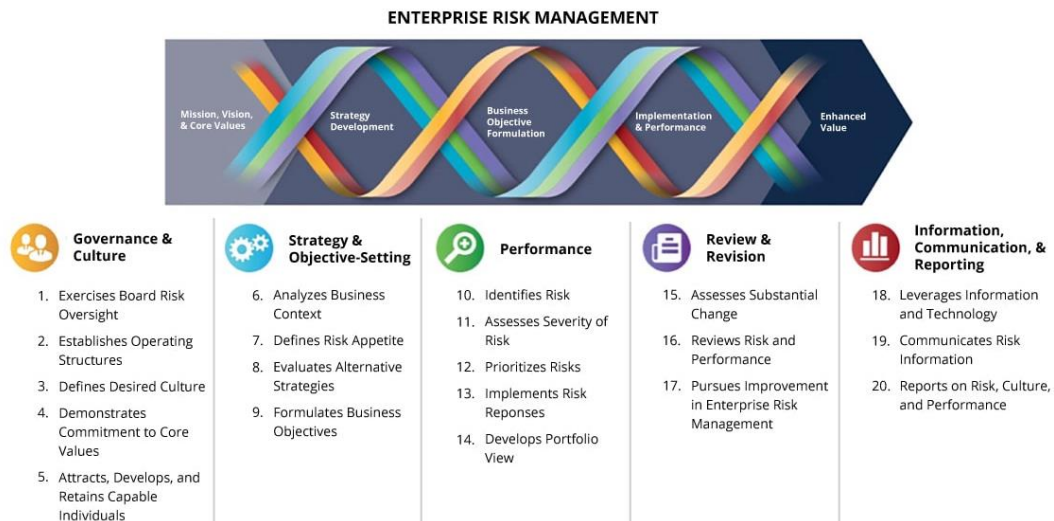 ENTERPRISE RISK MANAGEMENT
Mission, Vision,
& Core Values
Strategy
Development
Business
Objective
Formulation
Implementation
& Performance
Enhanced
Value
Governance &
Culture
1. Exercises Board Risk
Oversight
2. Establishes Operating
Structures
3. Defines Desired Culture
4. Demonstrates
Commitment to Core
Values
5. Attracts, Develops, and
Retains Capable
Individuals
Strategy &
Objective-Setting
6. Analyzes Business
Context
7. Defines Risk Appetite
8. Evaluates Alternative
Strategies
9. Formulates Business
Objectives
Performance
10. Identifies Risk
11. Assesses Severity of
Risk
12. Prioritizes Risks
13. Implements Risk
Reponses
14. Develops Portfolio
View
Review &
Revision
15. Assesses Substantial
Change
16. Reviews Risk and
Performance
17. Pursues Improvement
in Enterprise Risk
Management
Information,
Communication, &
Reporting
18. Leverages Information
and Technology
19. Communicates Risk
Information
20. Reports on Risk, Culture,
and Performance